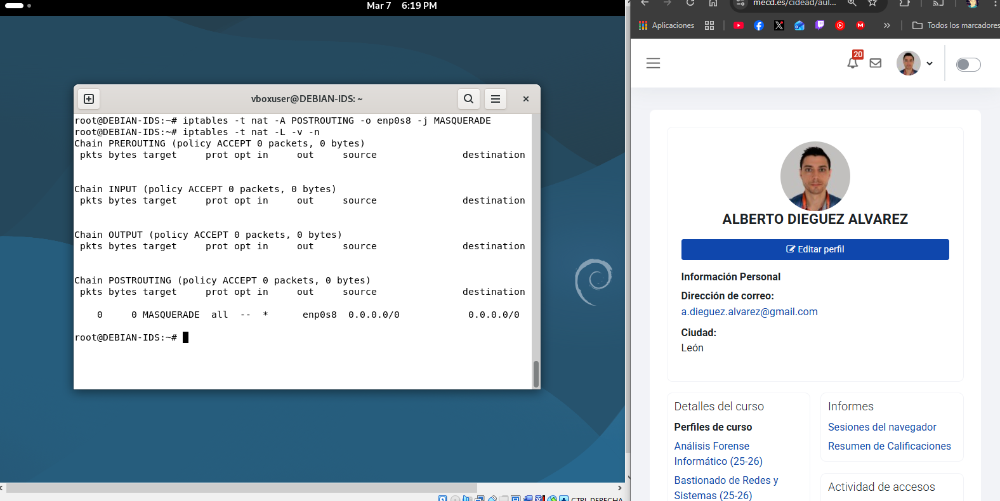 Mar 7 6:19 PM
vboxuser@DEBIAN-IDS: ~
root@DEBIAN-IDS:~# iptables -t nat -A POSTROUTING -o enp0s8 -j MASQUERADE
root@DEBIAN-IDS:~# iptables -t nat -L -v -n
Chain PREROUTING (policy ACCEPT 0 packets, 0 bytes)
pkts bytes target prot opt in out source destination
Chain INPUT (policy ACCEPT 0 packets, 0 bytes)
pkts bytes target prot opt in out source destination
Chain OUTPUT (policy ACCEPT 0 packets, 0 bytes)
pkts bytes target prot opt in out source destination
Chain POSTROUTING (policy ACCEPT 0 packets, 0 bytes)
pkts bytes target prot opt in out source destination
0 0 MASQUERADE all -- * enp0s8 0.0.0.0/0 0.0.0.0/0
root@DEBIAN-IDS:~#
CTRL DERECHA
mecd.es/cidead/aul...
Aplicaciones
Todos los marcadores
20
ALBERTO DIEGUEZ ALVAREZ
Editar perfil
Información Personal
Dirección de correo:
a.dieguez.alvarez@gmail.com
Ciudad:
León
Detalles del curso
Perfiles de curso
Análisis Forense
Informático (25-26)
Bastionado de Redes y
Sistemas (25-26)
Informes
Sesiones del navegador
Resumen de Calificaciones
Actividad de accesos